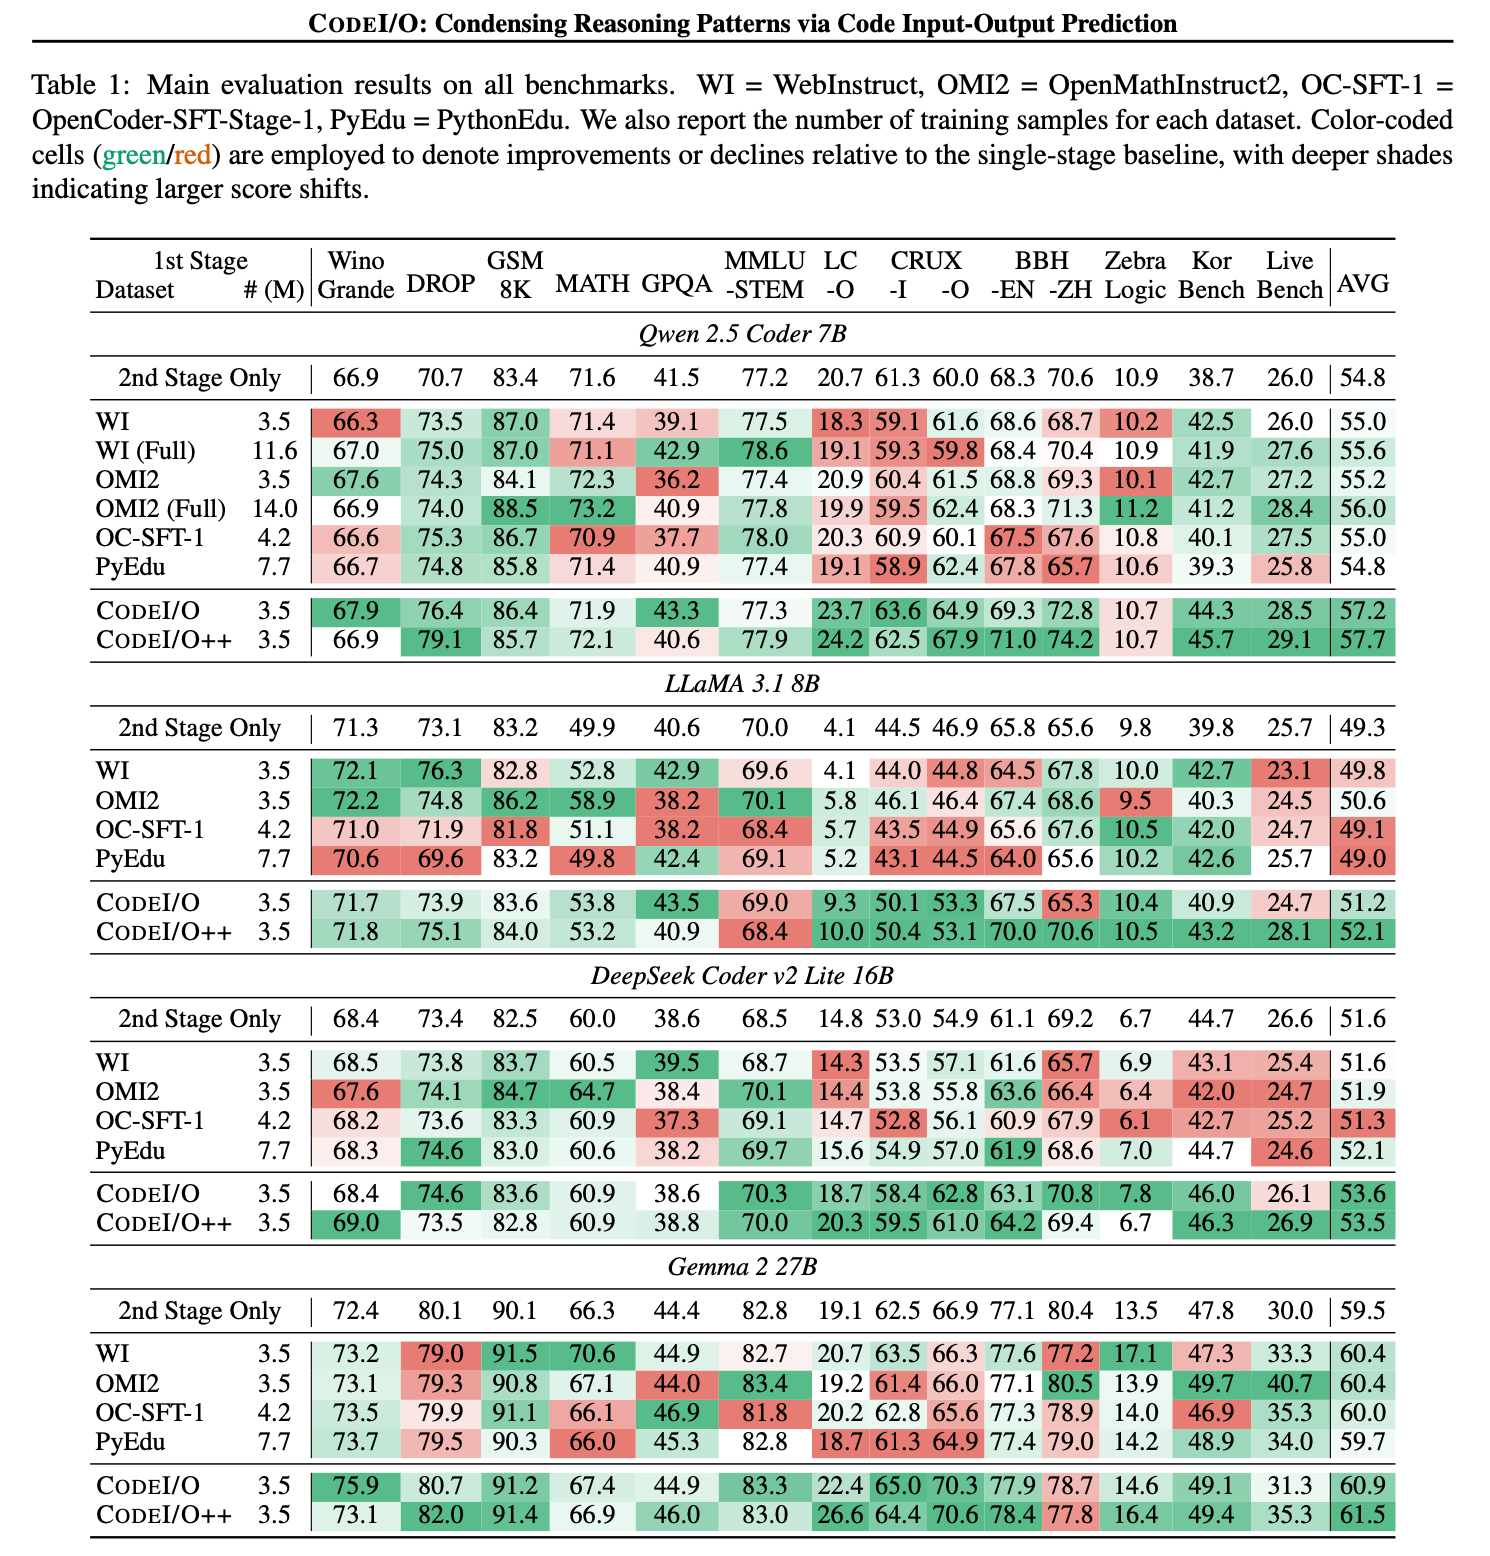 CODEI/O: Condensing Reasoning Patterns via Code Input-Output Prediction
Table 1: Main evaluation results on all benchmarks. WI = WebInstruct, OMI2 = OpenMathInstruct2, OC-SFT-1 =
OpenCoder-SFT-Stage-1, PyEdu = PythonEdu. We also report the number of training samples for each dataset. Color-coded
cells (green/red) are employed to denote improvements or declines relative to the single-stage baseline, with deeper shades
indicating larger score shifts.
1st Stage Wino GSM MMLU LC CRUX BBH Zebra Kor Live
Dataset # (M) Grande DROP 8K MATH GPQA -STEM -O -I -O -EN -ZH Logic Bench Bench AVG
Qwen 2.5 Coder 7B
2nd Stage Only 66.9 70.7 83.4 71.6 41.5 77.2 20.7 61.3 60.0 68.3 70.6 10.9 38.7 26.0 54.8
WI 3.5 66.3 73.5 87.0 71.4 39.1 77.5 18.3 59.1 61.6 68.6 68.7 10.2 42.5 26.0 55.0
WI (Full) 11.6 67.0 75.0 87.0 71.1 42.9 78.6 19.1 59.3 59.8 68.4 70.4 10.9 41.9 27.6 55.6
OMI2 3.5 67.6 74.3 84.1 72.3 36.2 77.4 20.9 60.4 61.5 68.8 69.3 10.1 42.7 27.2 55.2
OMI2 (Full) 14.0 66.9 74.0 88.5 73.2 40.9 77.8 19.9 59.5 62.4 68.3 71.3 11.2 41.2 28.4 56.0
OC-SFT-1 4.2 66.6 75.3 86.7 70.9 37.7 78.0 20.3 60.9 60.1 67.5 67.6 10.8 40.1 27.5 55.0
PyEdu 7.7 66.7 74.8 85.8 71.4 40.9 77.4 19.1 58.9 62.4 67.8 65.7 10.6 39.3 25.8 54.8
CODEI/O 3.5 67.9 76.4 86.4 71.9 43.3 77.3 23.7 63.6 64.9 69.3 72.8 10.7 44.3 28.5 57.2
CODEI/O++ 3.5 66.9 79.1 85.7 72.1 40.6 77.9 24.2 62.5 67.9 71.0 74.2 10.7 45.7 29.1 57.7
LLaMA 3.1 8B
2nd Stage Only 71.3 73.1 83.2 49.9 40.6 70.0 4.1 44.5 46.9 65.8 65.6 9.8 39.8 25.7 49.3
WI 3.5 72.1 76.3 82.8 52.8 42.9 69.6 4.1 44.0 44.8 64.5 67.8 10.0 42.7 23.1 49.8
OMI2 3.5 72.2 74.8 86.2 58.9 38.2 70.1 5.8 46.1 46.4 67.4 68.6 9.5 40.3 24.5 50.6
OC-SFT-1 4.2 71.0 71.9 81.8 51.1 38.2 68.4 5.7 43.5 44.9 65.6 67.6 10.5 42.0 24.7 49.1
PyEdu 7.7 70.6 69.6 83.2 49.8 42.4 69.1 5.2 43.1 44.5 64.0 65.6 10.2 42.6 25.7 49.0
CODEI/O 3.5 71.7 73.9 83.6 53.8 43.5 69.0 9.3 50.1 53.3 67.5 65.3 10.4 40.9 24.7 51.2
CODEI/O++ 3.5 71.8 75.1 84.0 53.2 40.9 68.4 10.0 50.4 53.1 70.0 70.6 10.5 43.2 28.1 52.1
DeepSeek Coder v2 Lite 16B
2nd Stage Only 68.4 73.4 82.5 60.0 38.6 68.5 14.8 53.0 54.9 61.1 69.2 6.7 44.7 26.6 51.6
WI 3.5 68.5 73.8 83.7 60.5 39.5 68.7 14.3 53.5 57.1 61.6 65.7 6.9 43.1 25.4 51.6
OMI2 3.5 67.6 74.1 84.7 64.7 38.4 70.1 14.4 53.8 55.8 63.6 66.4 6.4 42.0 24.7 51.9
OC-SFT-1 4.2 68.2 73.6 83.3 60.9 37.3 69.1 14.7 52.8 56.1 60.9 67.9 6.1 42.7 25.2 51.3
PyEdu 7.7 68.3 74.6 83.0 60.6 38.2 69.7 15.6 54.9 57.0 61.9 68.6 7.0 44.7 24.6 52.1
CODEI/O 3.5 68.4 74.6 83.6 60.9 38.6 70.3 18.7 58.4 62.8 63.1 70.8 7.8 46.0 26.1 53.6
CODEI/O++ 3.5 69.0 73.5 82.8 60.9 38.8 70.0 20.3 59.5 61.0 64.2 69.4 6.7 46.3 26.9 53.5
Gemma 2 27B
2nd Stage Only 72.4 80.1 90.1 66.3 44.4 82.8 19.1 62.5 66.9 77.1 80.4 13.5 47.8 30.0 59.5
WI 3.5 73.2 79.0 91.5 70.6 44.9 82.7 20.7 63.5 66.3 77.6 77.2 17.1 47.3 33.3 60.4
OMI2 3.5 73.1 79.3 90.8 67.1 44.0 83.4 19.2 61.4 66.0 77.1 80.5 13.9 49.7 40.7 60.4
OC-SFT-1 4.2 73.5 79.9 91.1 66.1 46.9 81.8 20.2 62.8 65.6 77.3 78.9 14.0 46.9 35.3 60.0
PyEdu 7.7 73.7 79.5 90.3 66.0 45.3 82.8 18.7 61.3 64.9 77.4 79.0 14.2 48.9 34.0 59.7
CODEI/O 3.5 75.9 80.7 91.2 67.4 44.9 83.3 22.4 65.0 70.3 77.9 78.7 14.6 49.1 31.3 60.9
CODEI/O++ 3.5 73.1 82.0 91.4 66.9 46.0 83.0 26.6 64.4 70.6 78.4 77.8 16.4 49.4 35.3 61.5